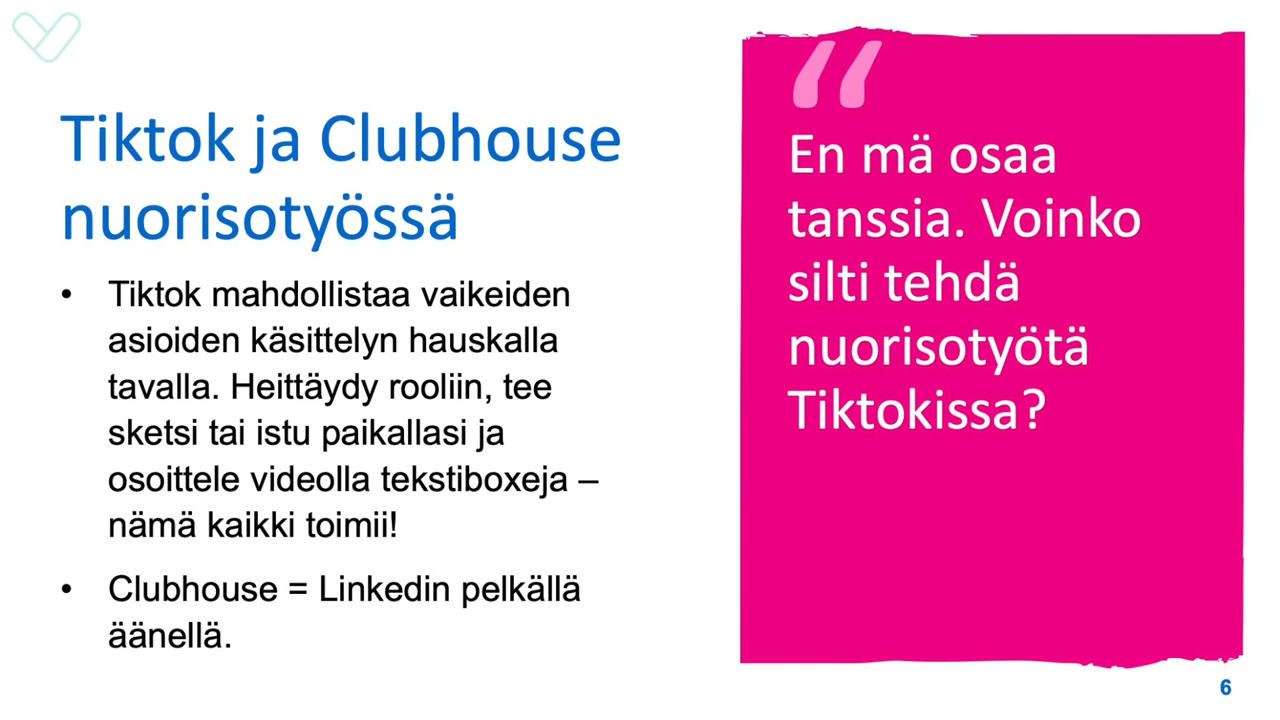 Tiktok ja Clubhouse
nuorisotyössä
• Tiktok mahdollistaa vaikeiden
asioiden käsittelyn hauskalla
tavalla. Heittäydy rooliin, tee
sketsi tai istu paikallasi ja
osoittele videolla tekstiboxeja –
nämä kaikki toimii!
• Clubhouse = Linkedin pelkällä
äänellä.
“
En mä osaa
tanssia. Voinko
silti tehdä
nuorisotyötä
Tiktokissa?
6